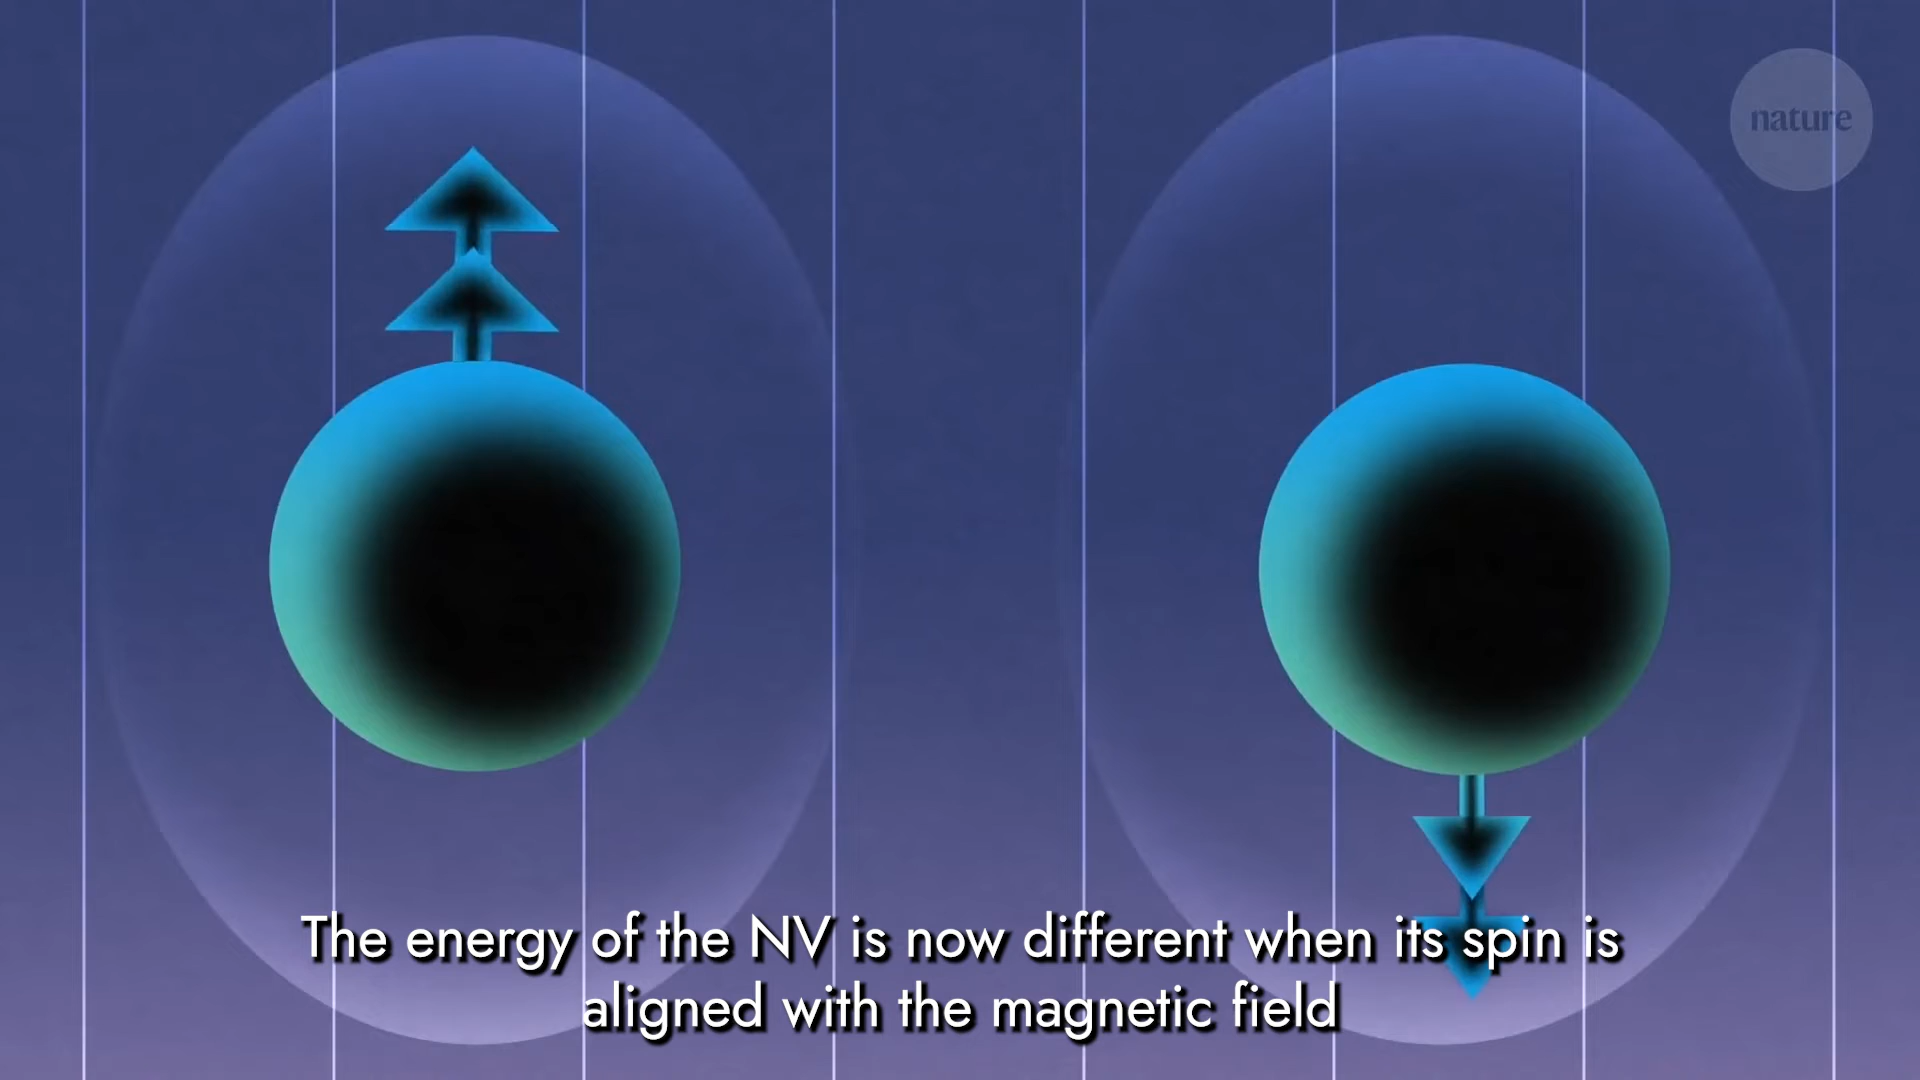 nature
The energy of the NV is now different when its spin is
aligned with the magnetic field